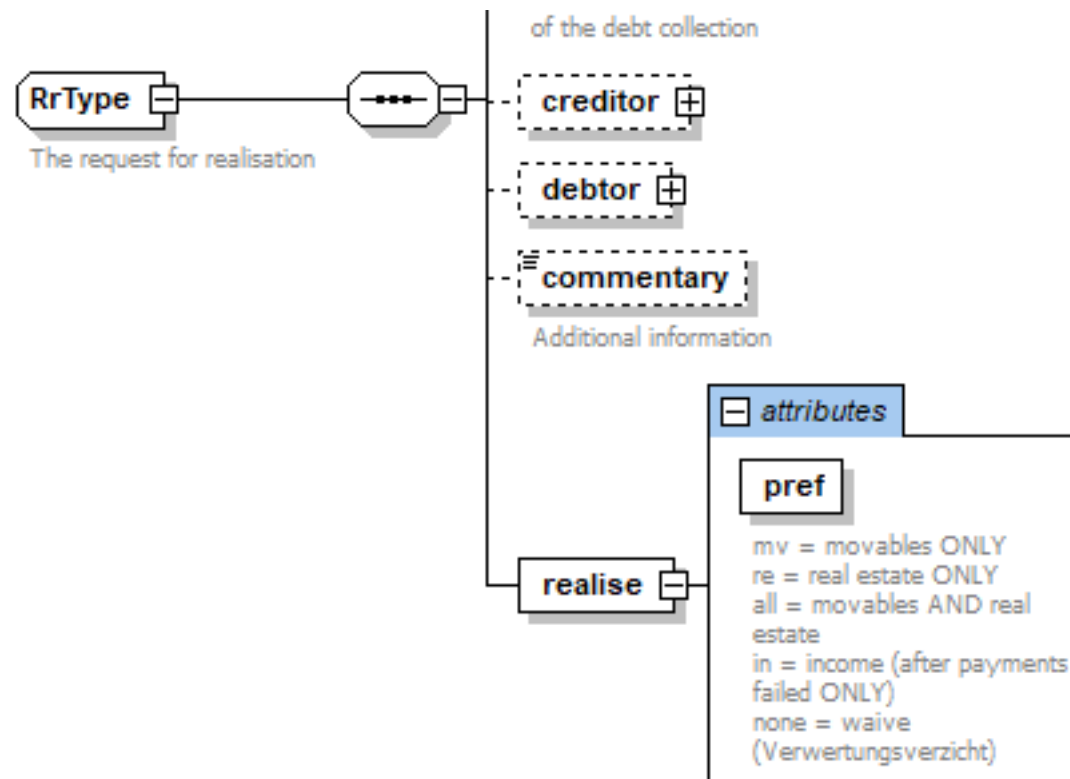 of the debt collection
RrType
The request for realisation
creditor
debtor
commentary
Additional information
attributes
pref
mv = movables ONLY
re = real estate ONLY
all = movables AND real
estate
in = income (after payments
failed ONLY)
none = waive
(Verwertungsverzicht)
realise